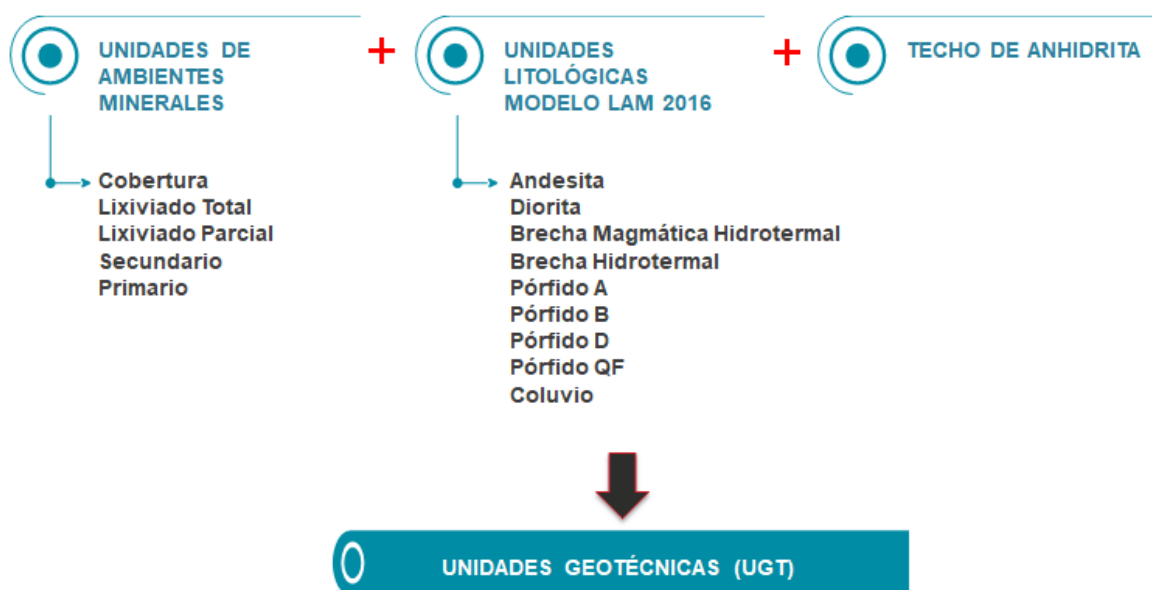 UNIDADES DE
AMBIENTES
MINERALES
+
UNIDADES
LITOLÓGICAS
MODELO LAM 2016
+
TECHO DE ANHIDRITA
Cobertura
Lixiviado Total
Lixiviado Parcial
Secundario
Primario
Andesita
Diorita
Brecha Magmática Hidrotermal
Brecha Hidrotermal
Pórfido A
Pórfido B
Pórfido D
Pórfido QF
Coluvio
UNIDADES GEOTÉCNICAS (UGT)